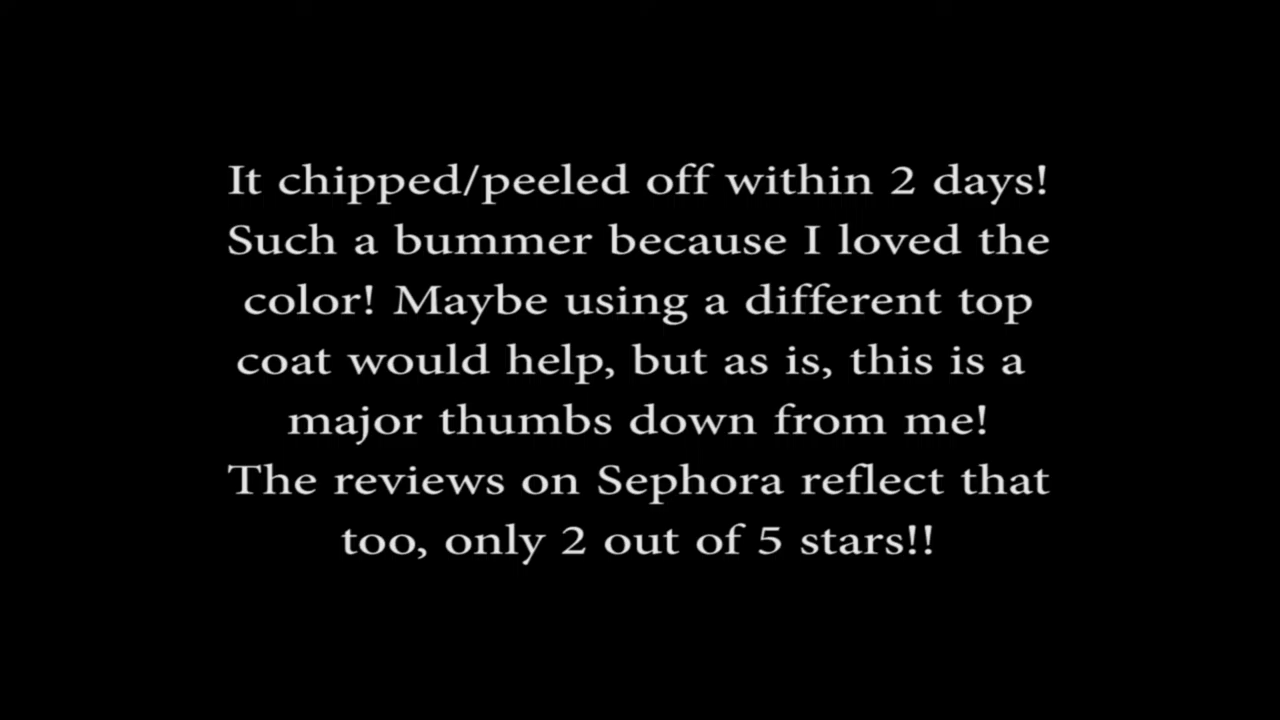 It chipped/peeled off within 2 days!
Such a bummer because I loved the
color! Maybe using a different top
coat would help, but as is, this is a
major thumbs down from me!
The reviews on Sephora reflect that
too, only 2 out of 5 stars!!